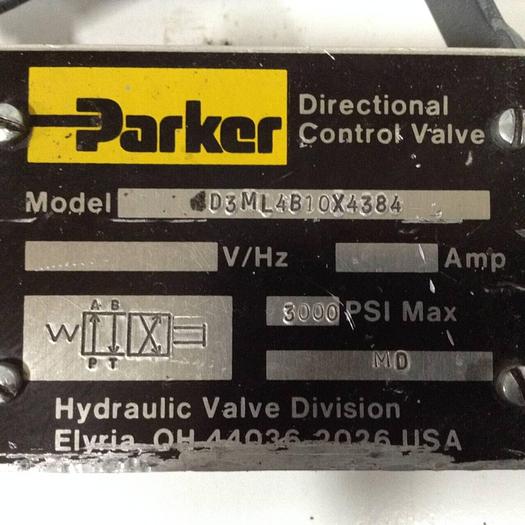 Parker
Directional
Control Valve
Model D3ML4B10X4384
V/Hz Amp
A B
P T
3000 PSI Max
MD
Hydraulic Valve Division
Elyria, OH 44036-2026 USA